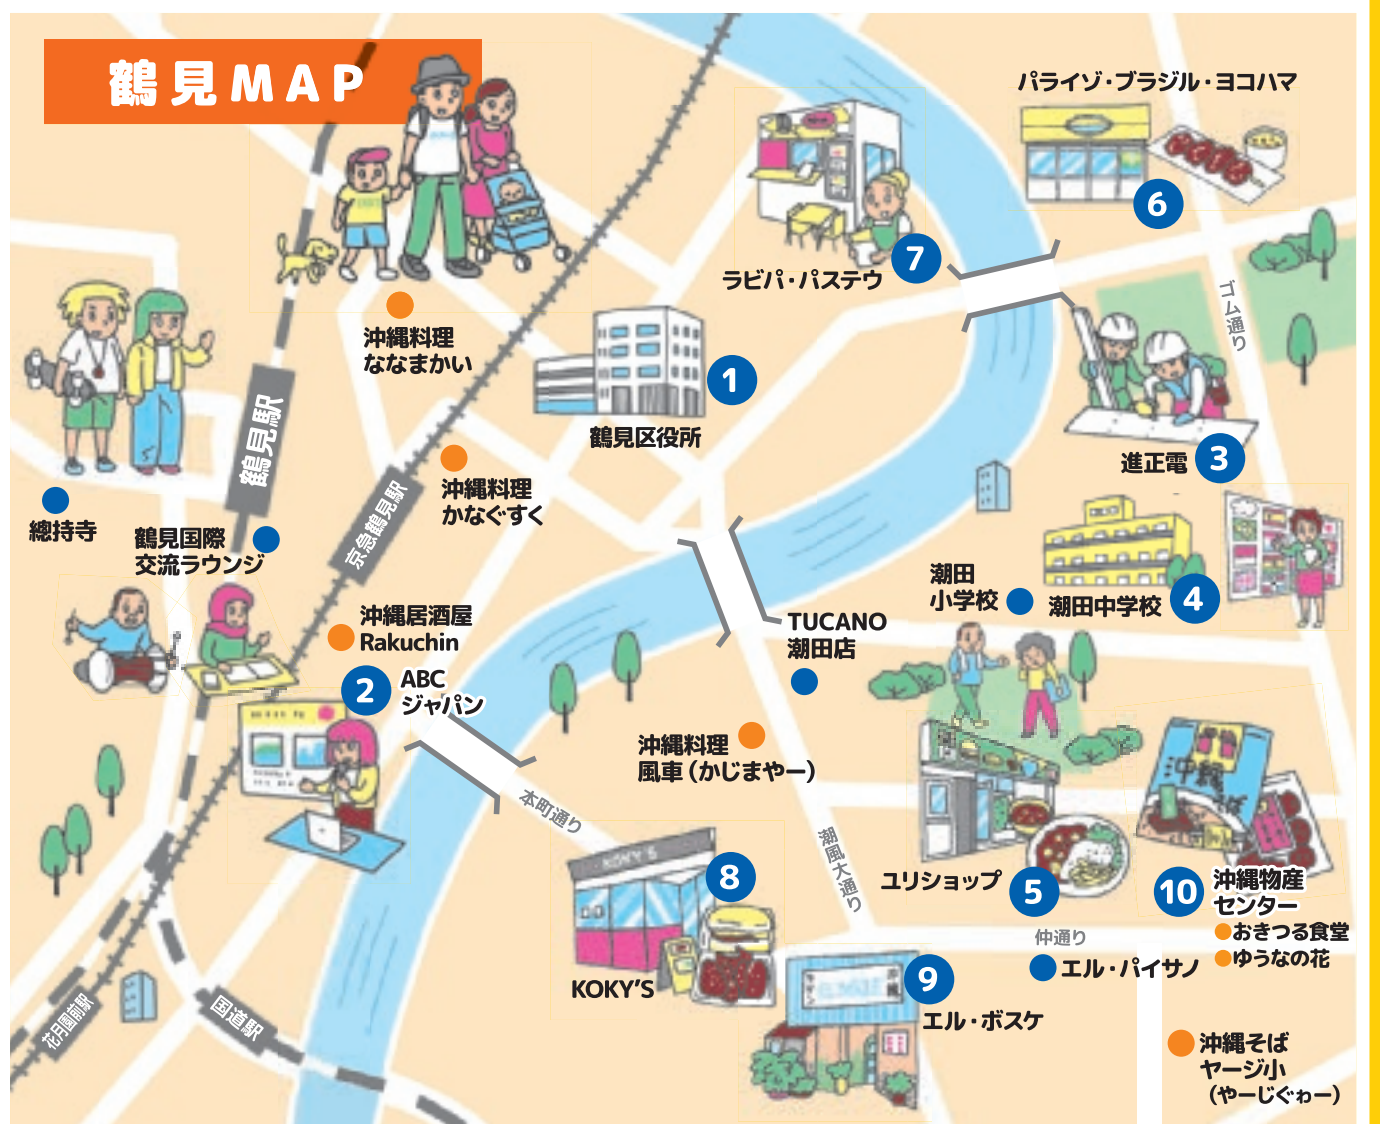 鶴見MAP
パライゾ・ブラジル・ヨコハマ
6
7
ラビパ・パステウ
ゴム通り
沖縄料理
ななまかい
1
鶴見区役所
鶴見駅
沖縄料理
かなぐすく
進正電
3
京急鶴見駅
總持寺
鶴見国際
交流ラウンジ
潮田
小学校
潮田中学校
4
沖縄居酒屋
Rakuchin
TUCANO
潮田店
2
ABC
ジャパン
沖縄料理
風車(かじまやー)
本町通り
潮風大通り
沖縄そば
KOKY'S
8
ユリショップ
5
10
沖縄物産
センター
おきつる食堂
ゆうなの花
仲通り
エル・パイサノ
KOKY'S
9
エル・ボスケ
花月園前駅
国道駅
沖縄そば
ヤージ小
(やーじぐゎー)